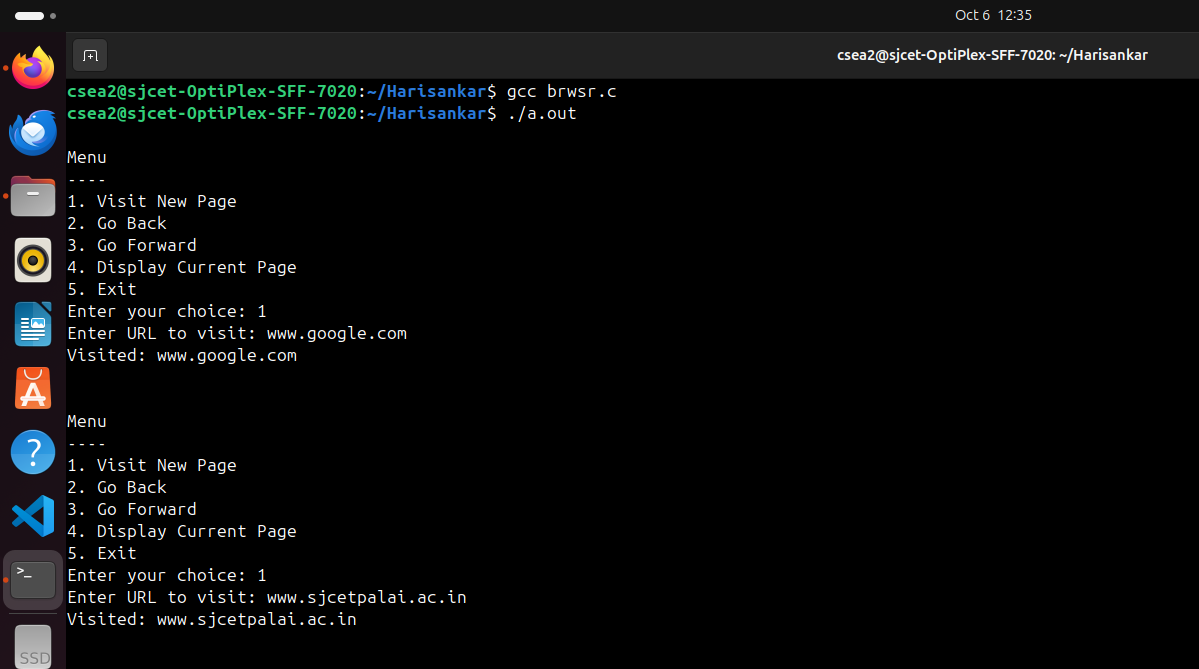 Oct 6 12:35
csea2@sjcet-OptiPlex-SFF-7020: ~/Harisankar
csea2@sjcet-OptiPlex-SFF-7020:~/Harisankar$ gcc brwsr.c
csea2@sjcet-OptiPlex-SFF-7020:~/Harisankar$ ./a.out
Menu
----
1. Visit New Page
2. Go Back
3. Go Forward
4. Display Current Page
5. Exit
Enter your choice: 1
Enter URL to visit: www.google.com
Visited: www.google.com
Menu
----
1. Visit New Page
2. Go Back
3. Go Forward
4. Display Current Page
5. Exit
Enter your choice: 1
Enter URL to visit: www.sjcetpalai.ac.in
Visited: www.sjcetpalai.ac.in
SSD